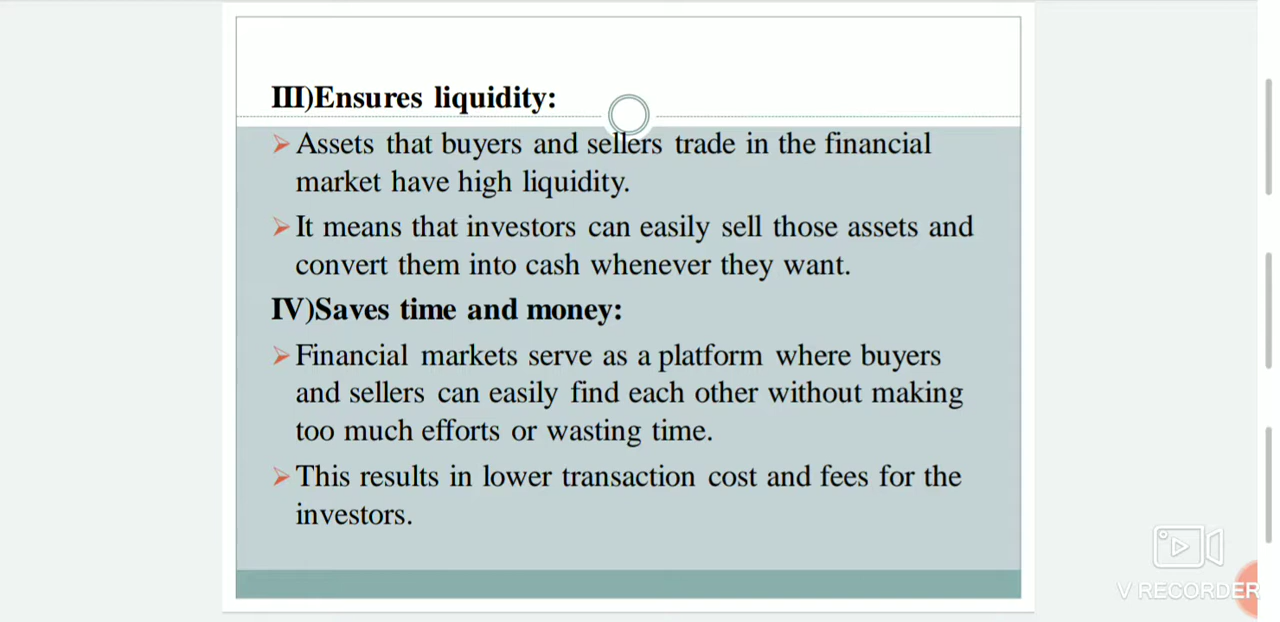 III)Ensures liquidity:
Assets that buyers and sellers trade in the financial
market have high liquidity.
It means that investors can easily sell those assets and
convert them into cash whenever they want.
IV)Saves time and money:
Financial markets serve as a platform where buyers
and sellers can easily find each other without making
too much efforts or wasting time.
This results in lower transaction cost and fees for the
investors.
V RECORDER